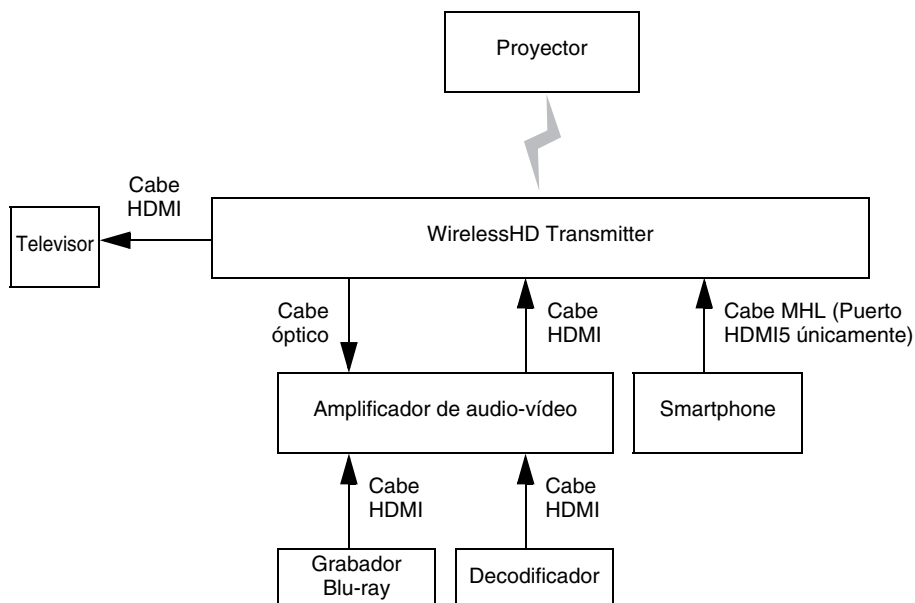 Proyector
Cabe
HDMI
Televisor
WirelessHD Transmitter
Cabe
óptico
Cabe
HDMI
Cabe MHL (Puerto
HDMI5 únicamente)
Amplificador de audio-vídeo
Smartphone
Cabe
HDMI
Cabe
HDMI
Grabador
Blu-ray
Decodificador